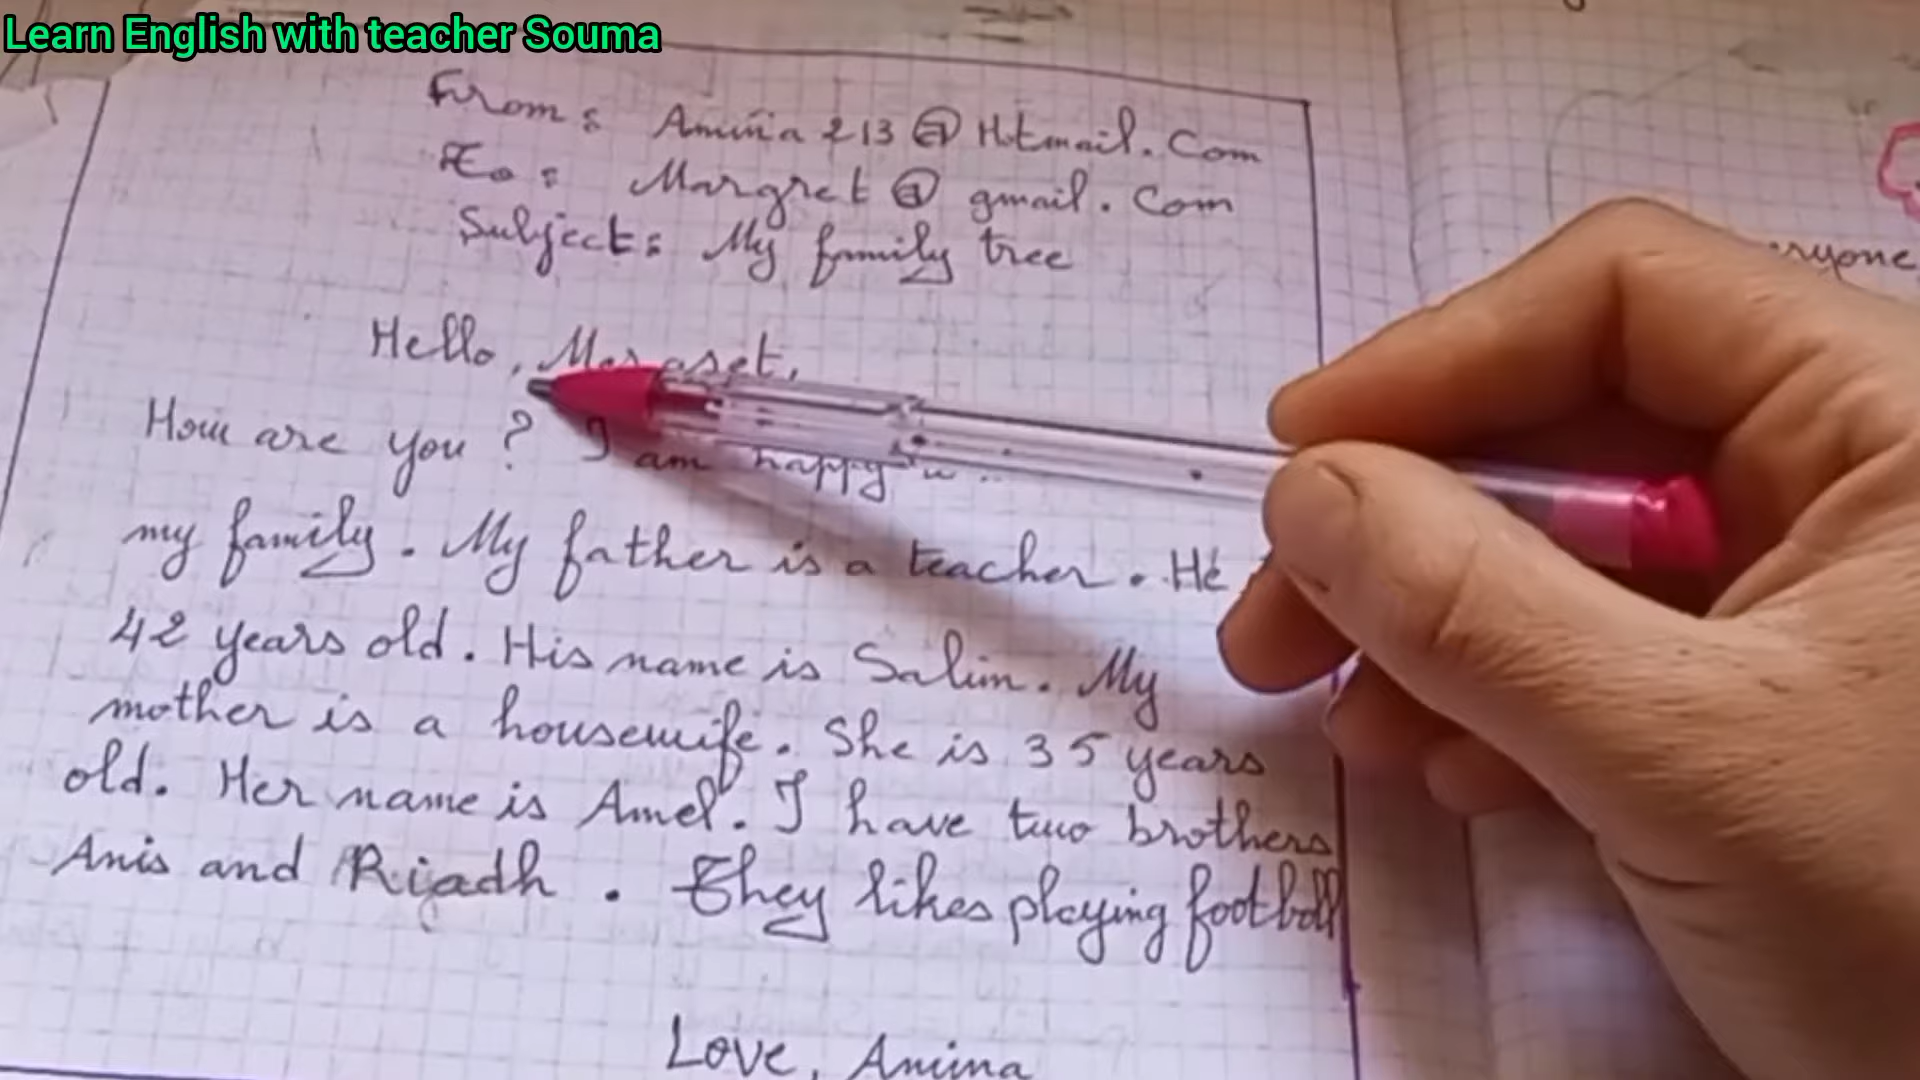 Learn English with teacher Souma
From: Amina213@Hotmail.Com
To: Margret@gmail.Com
Subject: My family tree
ryone
Hello,
How are you? I am happy
my family. My father is a teacher. He
42 years old. His name is Salim. My
mother is a housewife. She is 35 years
old. Her name is Amel. I have two brothers
Anis and Riadh. They likes playing football
Love, Amina